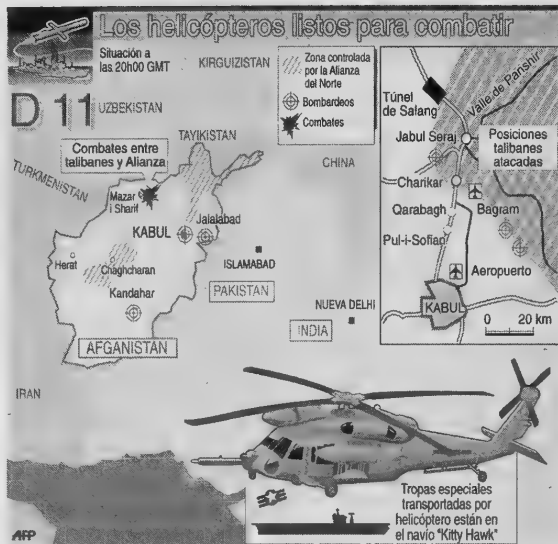 Los helicópteros listos para combatir
Situación a
las 20h00 GMT
D 11
KIRGUIZISTAN
UZBEKISTAN
TAYIKISTAN
TURKMENISTAN
CHINA
Zona controlada
por la Alianza
del Norte
Bombardeos
Combates
Combates entre
talibanes y Alianza
Mazar
i Sharif
KABUL
Jalalabad
Herat
Chaghcharan
Kandahar
ISLAMABAD
PAKISTAN
NUEVA DELHI
INDIA
AFGANISTAN
IRAN
Valle de Panshir
Túnel
de Salang
Jabul Seraj
Posiciones
talibanes
atacadas
Charikar
Qarabagh
Bagram
Pul-i-Sofian
Aeropuerto
KABUL
0 20 km
Tropas especiales
transportadas por
helicóptero están en
el navío "Kitty Hawk"
AFP